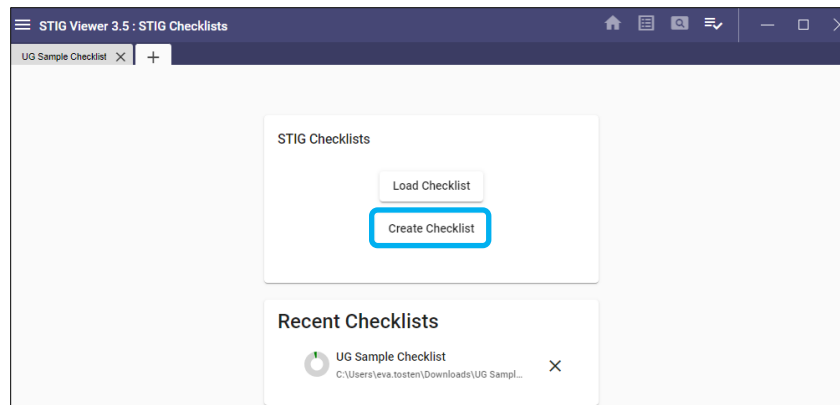 STIG Viewer 3.5 : STIG Checklists
UG Sample Checklist
STIG Checklists
Load Checklist
Create Checklist
Recent Checklists
UG Sample Checklist
C:\Users\eva.tosten\Downloads\UG Sampl...